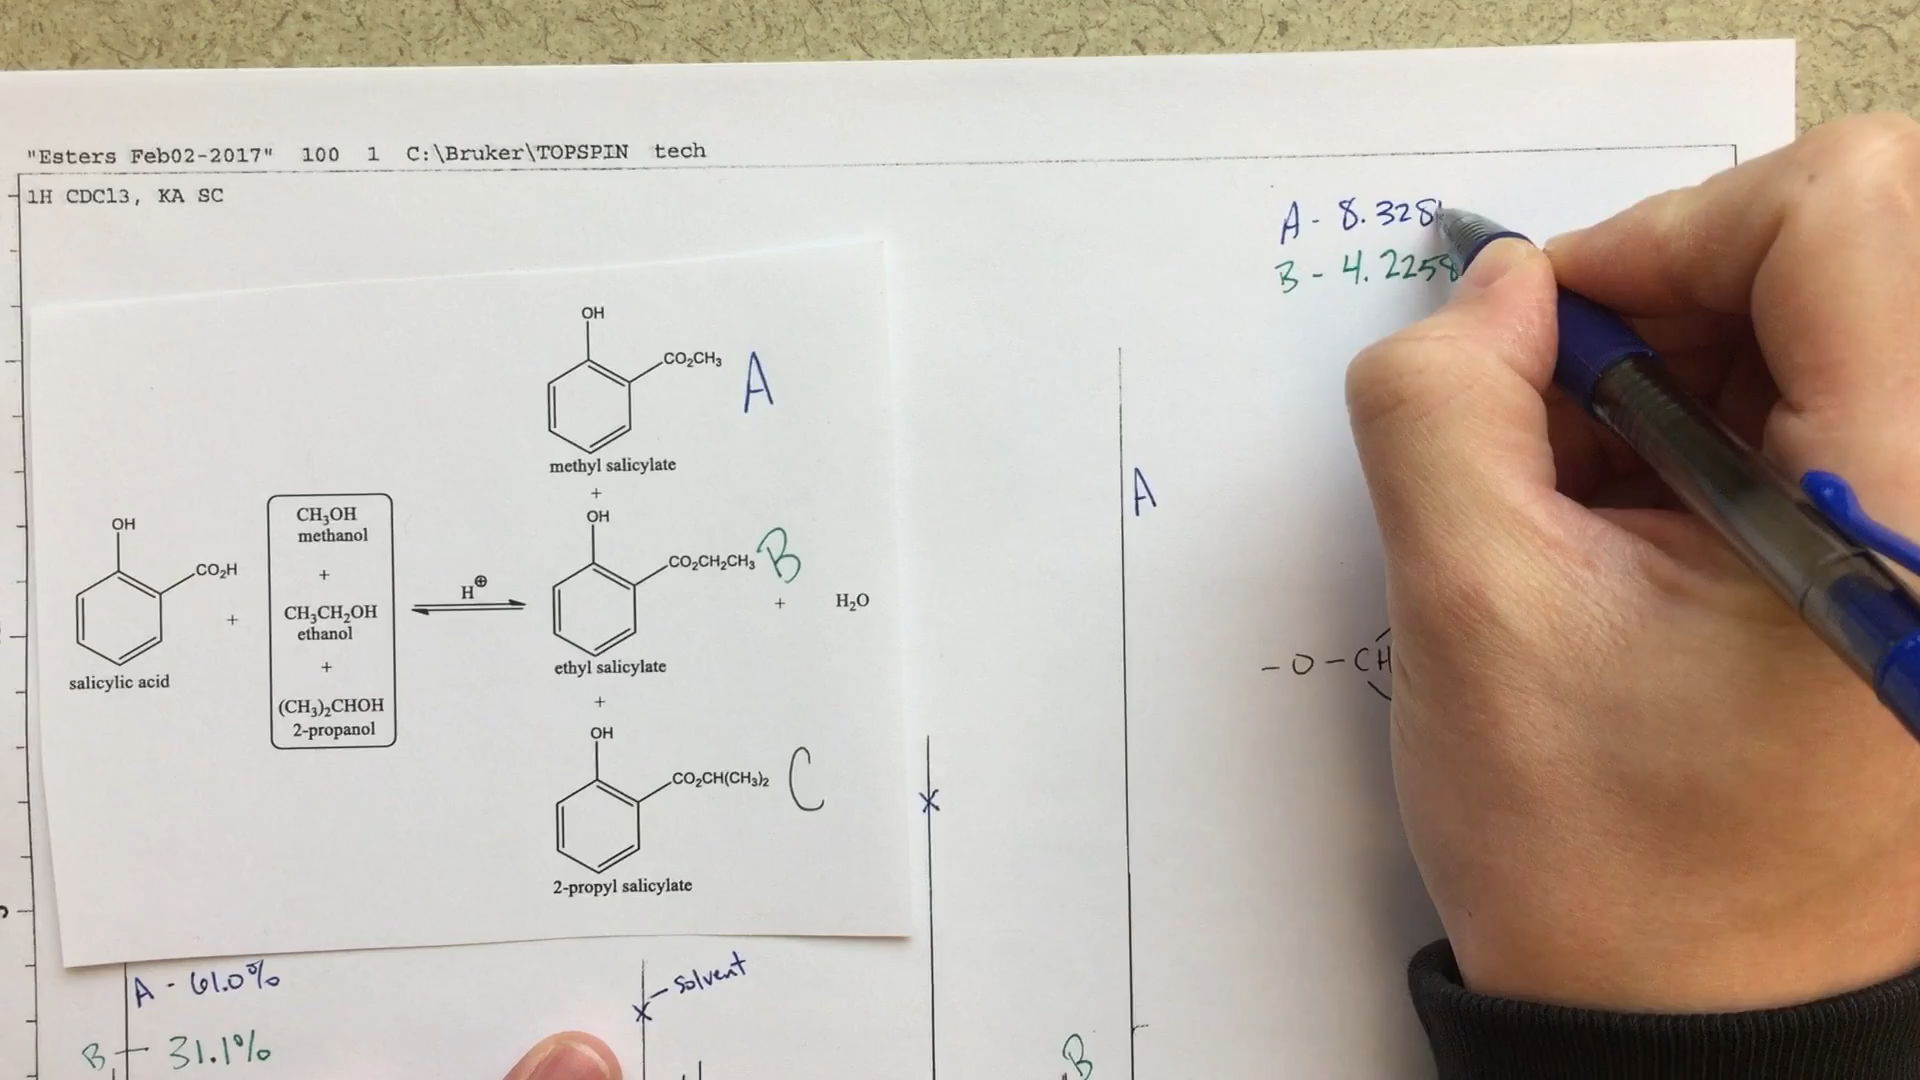 "Esters Feb02-2017" 100 1 C:\Bruker\TOPSPIN tech
1H CDCl3, KA SC
A - 8.328
B - 4.2258
OH
CO₂CH₃
A
methyl salicylate
+
OH
CO₂CH₂CH₃
B
ethyl salicylate
+
OH
CO₂CH(CH₃)₂
C
2-propyl salicylate
OH
CO₂H
salicylic acid
+
CH₃OH
methanol
+
CH₃CH₂OH
ethanol
+
(CH₃)₂CHOH
2-propanol
H⊕
+ H₂O
A
-O-CH
A - 61.0%
B - 31.1%
solvent
B